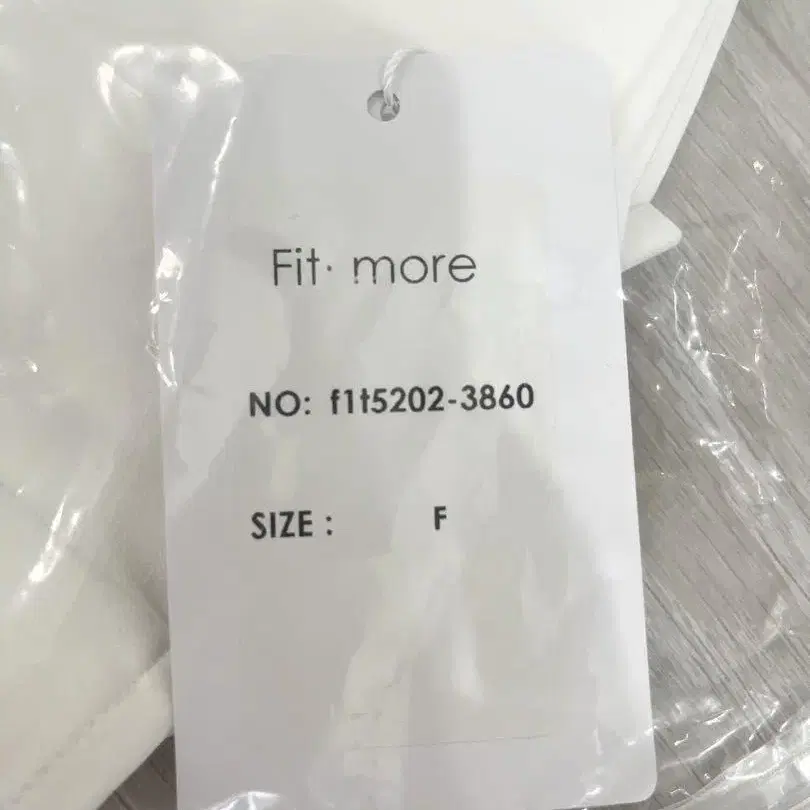 Fit· more
NO: f1t5202-3860
SIZE : F